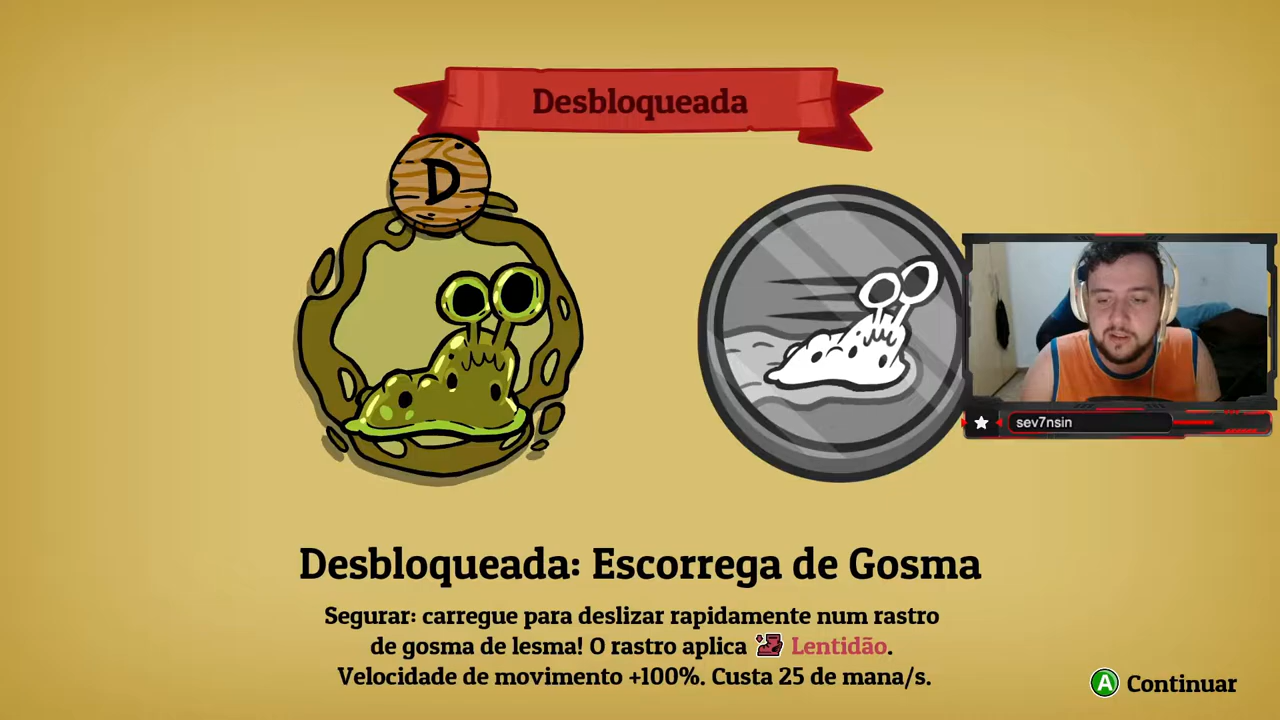 Desbloqueada
D
sev7nsin
Desbloqueada: Escorrega de Gosma
Segurar: carregue para deslizar rapidamente num rastro
de gosma de lesma! O rastro aplica Lentidão.
Velocidade de movimento +100%. Custa 25 de mana/s.
A Continuar